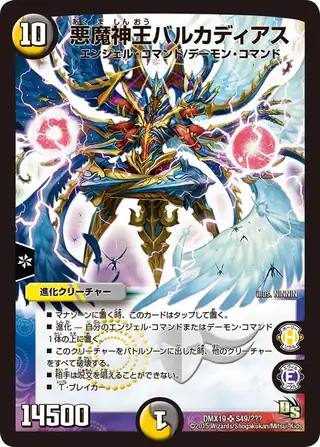 10
あくま しんおう
悪魔神王バルカディアス
エンジェル・コマンド/デーモン・コマンド
illus. NINNIN
進化クリーチャー
■ マナゾーンに置く時、このカードはタップして置く。
■ 進化 ― 自分のエンジェル・コマンドまたはデーモン・コマンド
1体の上に置く。
■ このクリーチャーをバトルゾーンに出した時、他のクリーチャー
をすべて破壊する。
■ 相手は呪文を唱えることができない。
■ T・ブレイカー
H
E
14500
T
DS
DMX19 S49/???
©2015 Wizards/Shogakukan/Mitsui-Kids